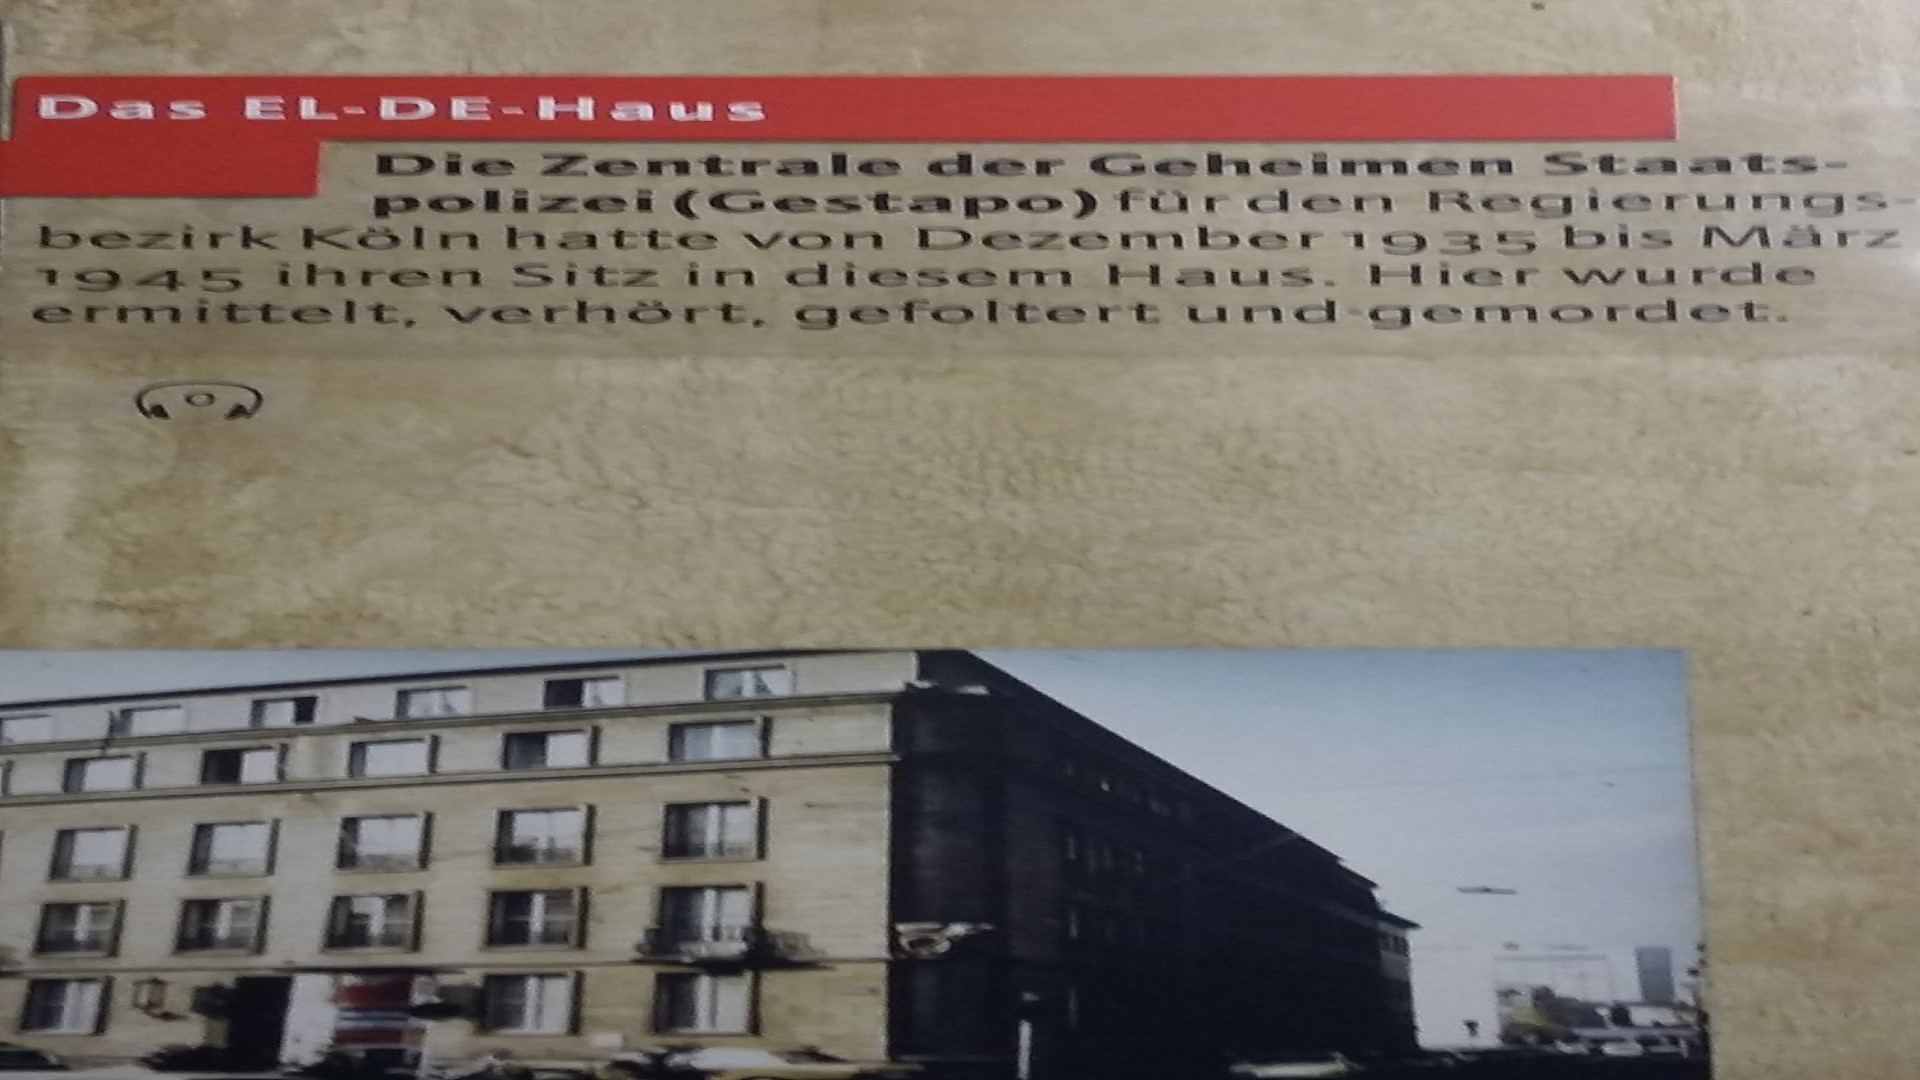 Das EL-DE-Haus
Die Zentrale der Geheimen Staats-
polizei (Gestapo) für den Regierungs-
bezirk Köln hatte von Dezember 1935 bis März
1945 ihren Sitz in diesem Haus. Hier wurde
ermittelt, verhört, gefoltert und gemordet.